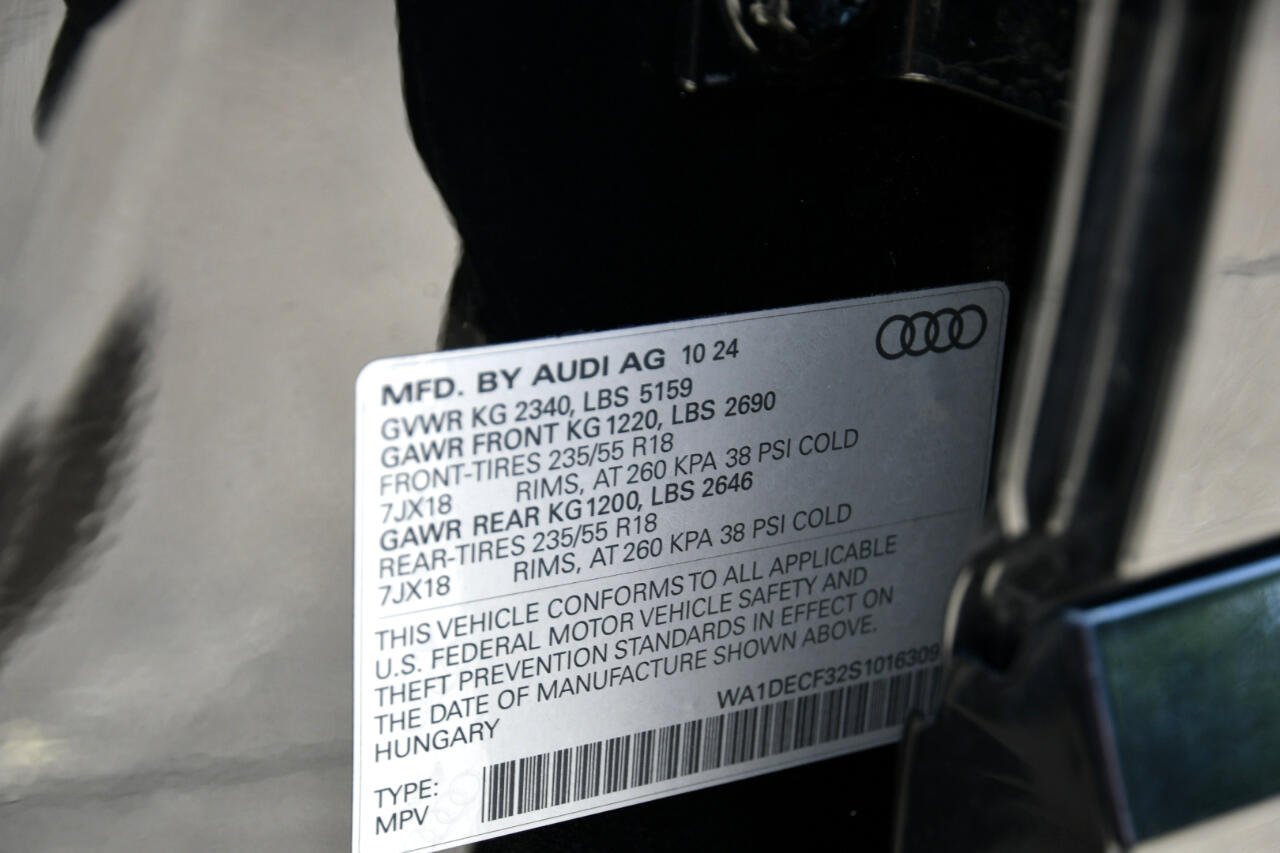 MFD. BY AUDI AG 10 24
GVWR KG 2340, LBS 5159
GAWR FRONT KG 1220, LBS 2690
FRONT-TIRES 235/55 R18
7JX18 RIMS, AT 260 KPA 38 PSI COLD
GAWR REAR KG 1200, LBS 2646
REAR-TIRES 235/55 R18
7JX18 RIMS, AT 260 KPA 38 PSI COLD
THIS VEHICLE CONFORMS TO ALL APPLICABLE
U.S. FEDERAL MOTOR VEHICLE SAFETY AND
THEFT PREVENTION STANDARDS IN EFFECT ON
THE DATE OF MANUFACTURE SHOWN ABOVE.
HUNGARY
WA1DECF32S1016309
TYPE:
MPV